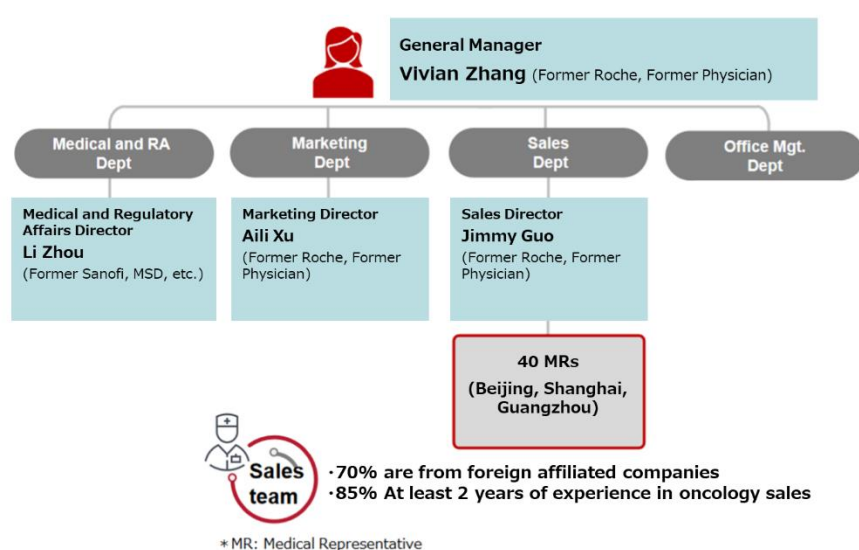 General Manager
Vivian Zhang (Former Roche, Former Physician)
Medical and RA
Dept
Marketing
Dept
Sales
Dept
Office Mgt.
Dept
Medical and Regulatory
Affairs Director
Li Zhou
(Former Sanofi, MSD, etc.)
Marketing Director
Aili Xu
(Former Roche, Former
Physician)
Sales Director
Jimmy Guo
(Former Roche, Former
Physician)
40 MRs
(Beijing, Shanghai,
Guangzhou)
Sales
team
・70% are from foreign affiliated companies
・85% At least 2 years of experience in oncology sales
* MR: Medical Representative